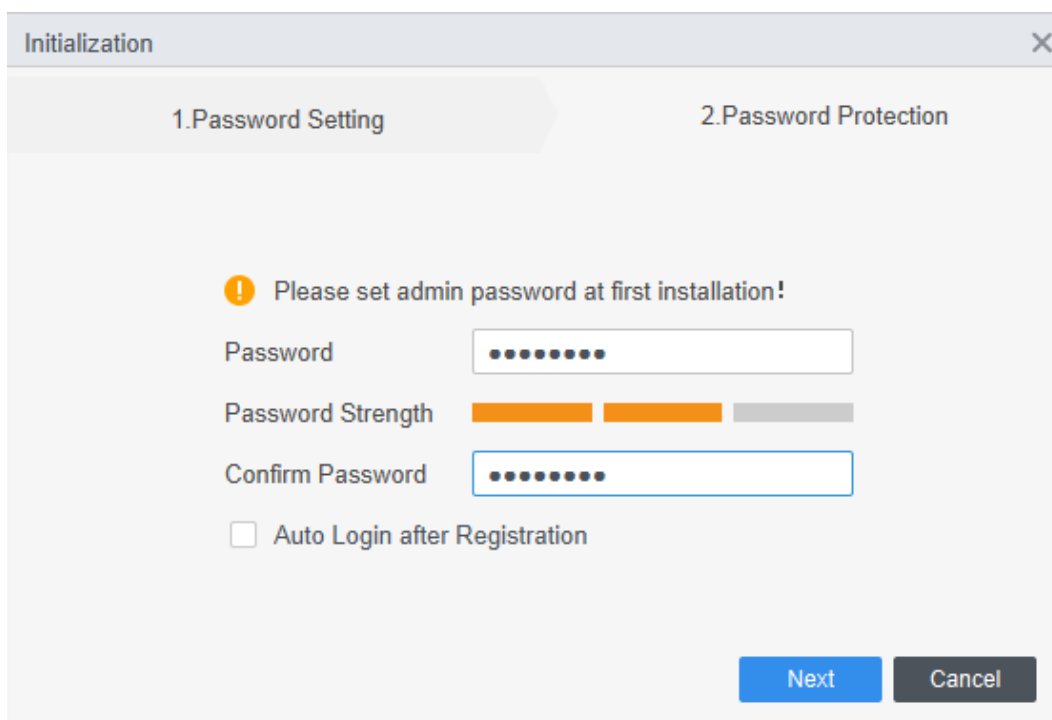 Initialization
1.Password Setting
2.Password Protection
Please set admin password at first installation!
Password ●●●●●●●●
Password Strength
Confirm Password ●●●●●●●●
Auto Login after Registration
Next Cancel